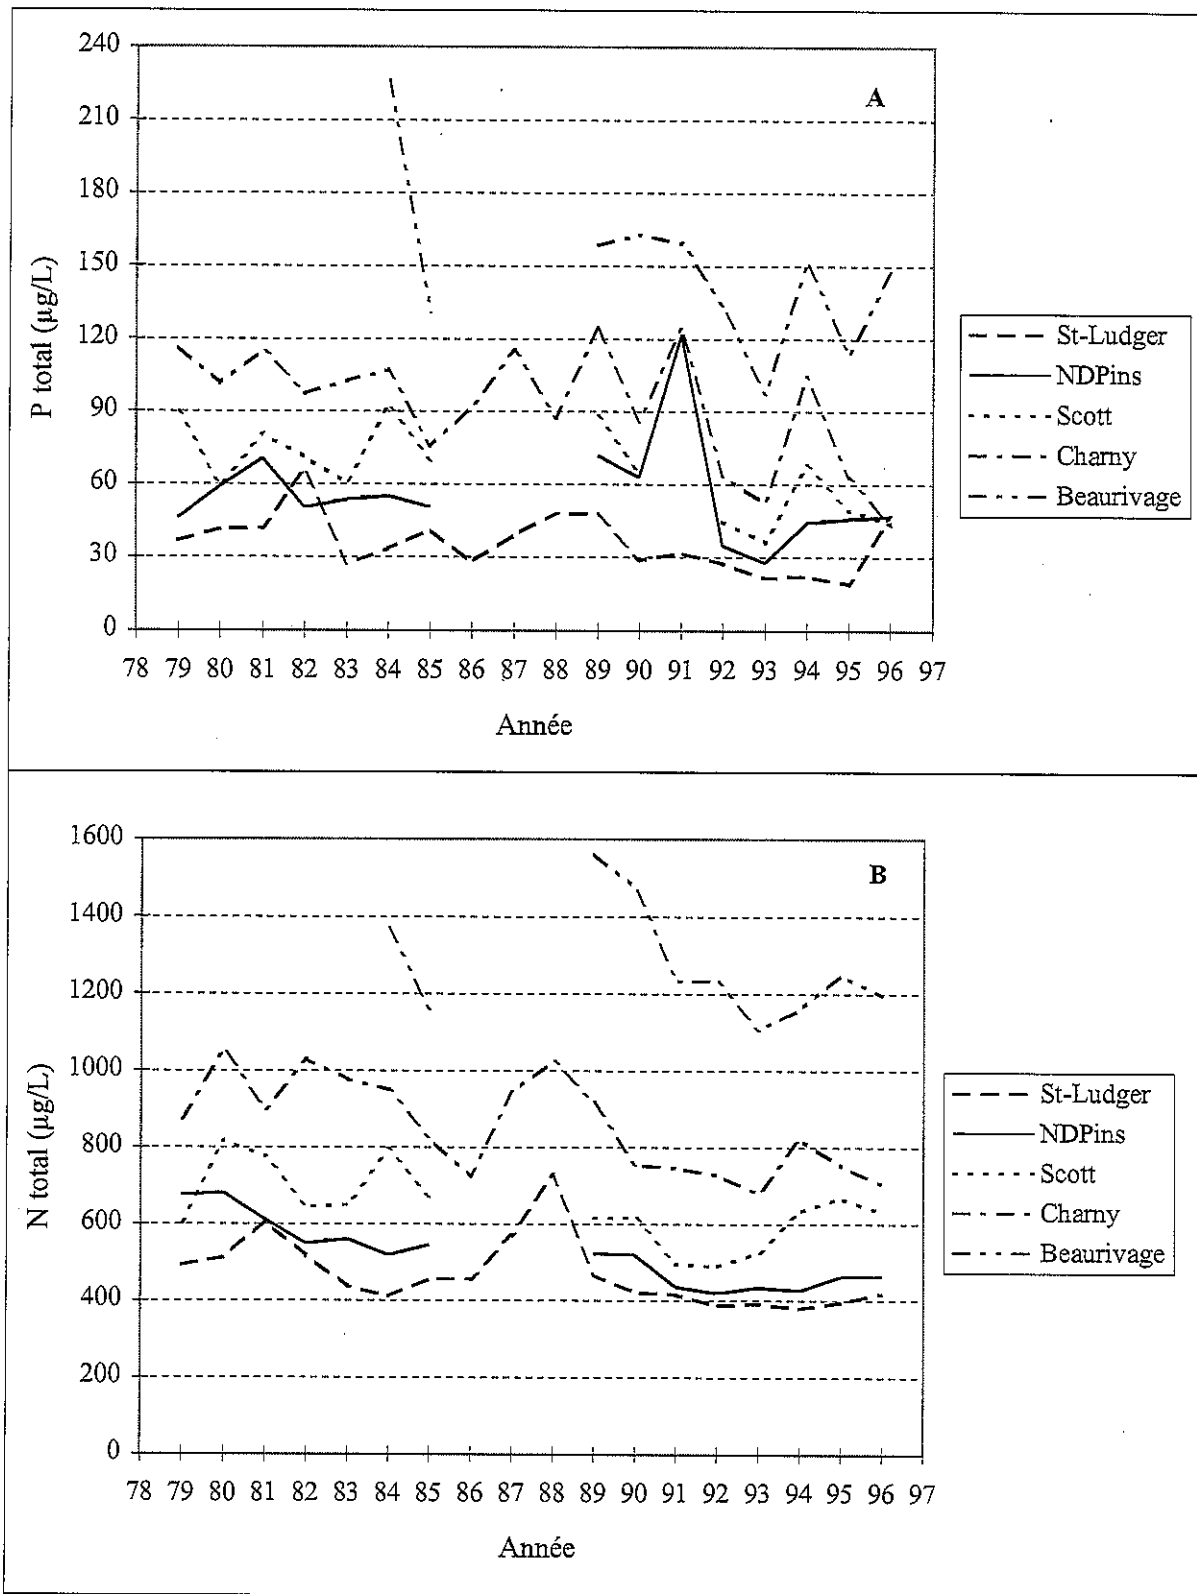 A
P total (µg/L)
240
210
180
150
120
90
60
30
0
78 79 80 81 82 83 84 85 86 87 88 89 90 91 92 93 94 95 96 97
Année
St-Ludger
NDPins
Scott
Charny
Beaurivage
B
N total (µg/L)
1600
1400
1200
1000
800
600
400
200
0
78 79 80 81 82 83 84 85 86 87 88 89 90 91 92 93 94 95 96 97
Année
St-Ludger
NDPins
Scott
Charny
Beaurivage